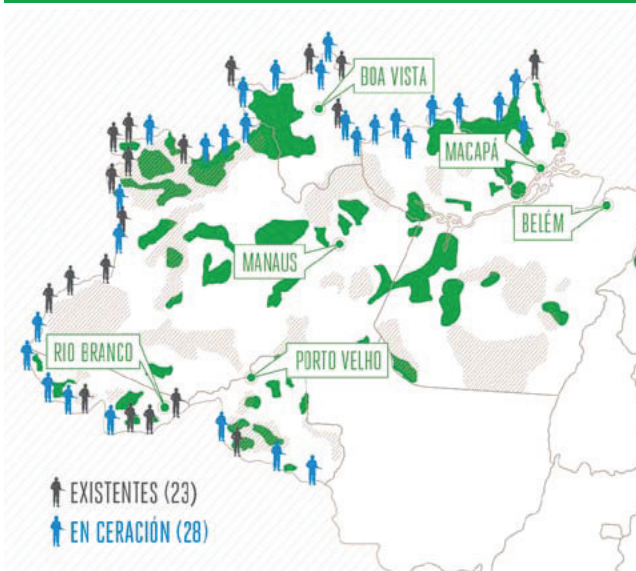 BOA VISTA
MACAPÁ
BELÉM
MANAUS
RIO BRANCO
PORTO VELHO
EXISTENTES (23)
EN CERACIÓN (28)